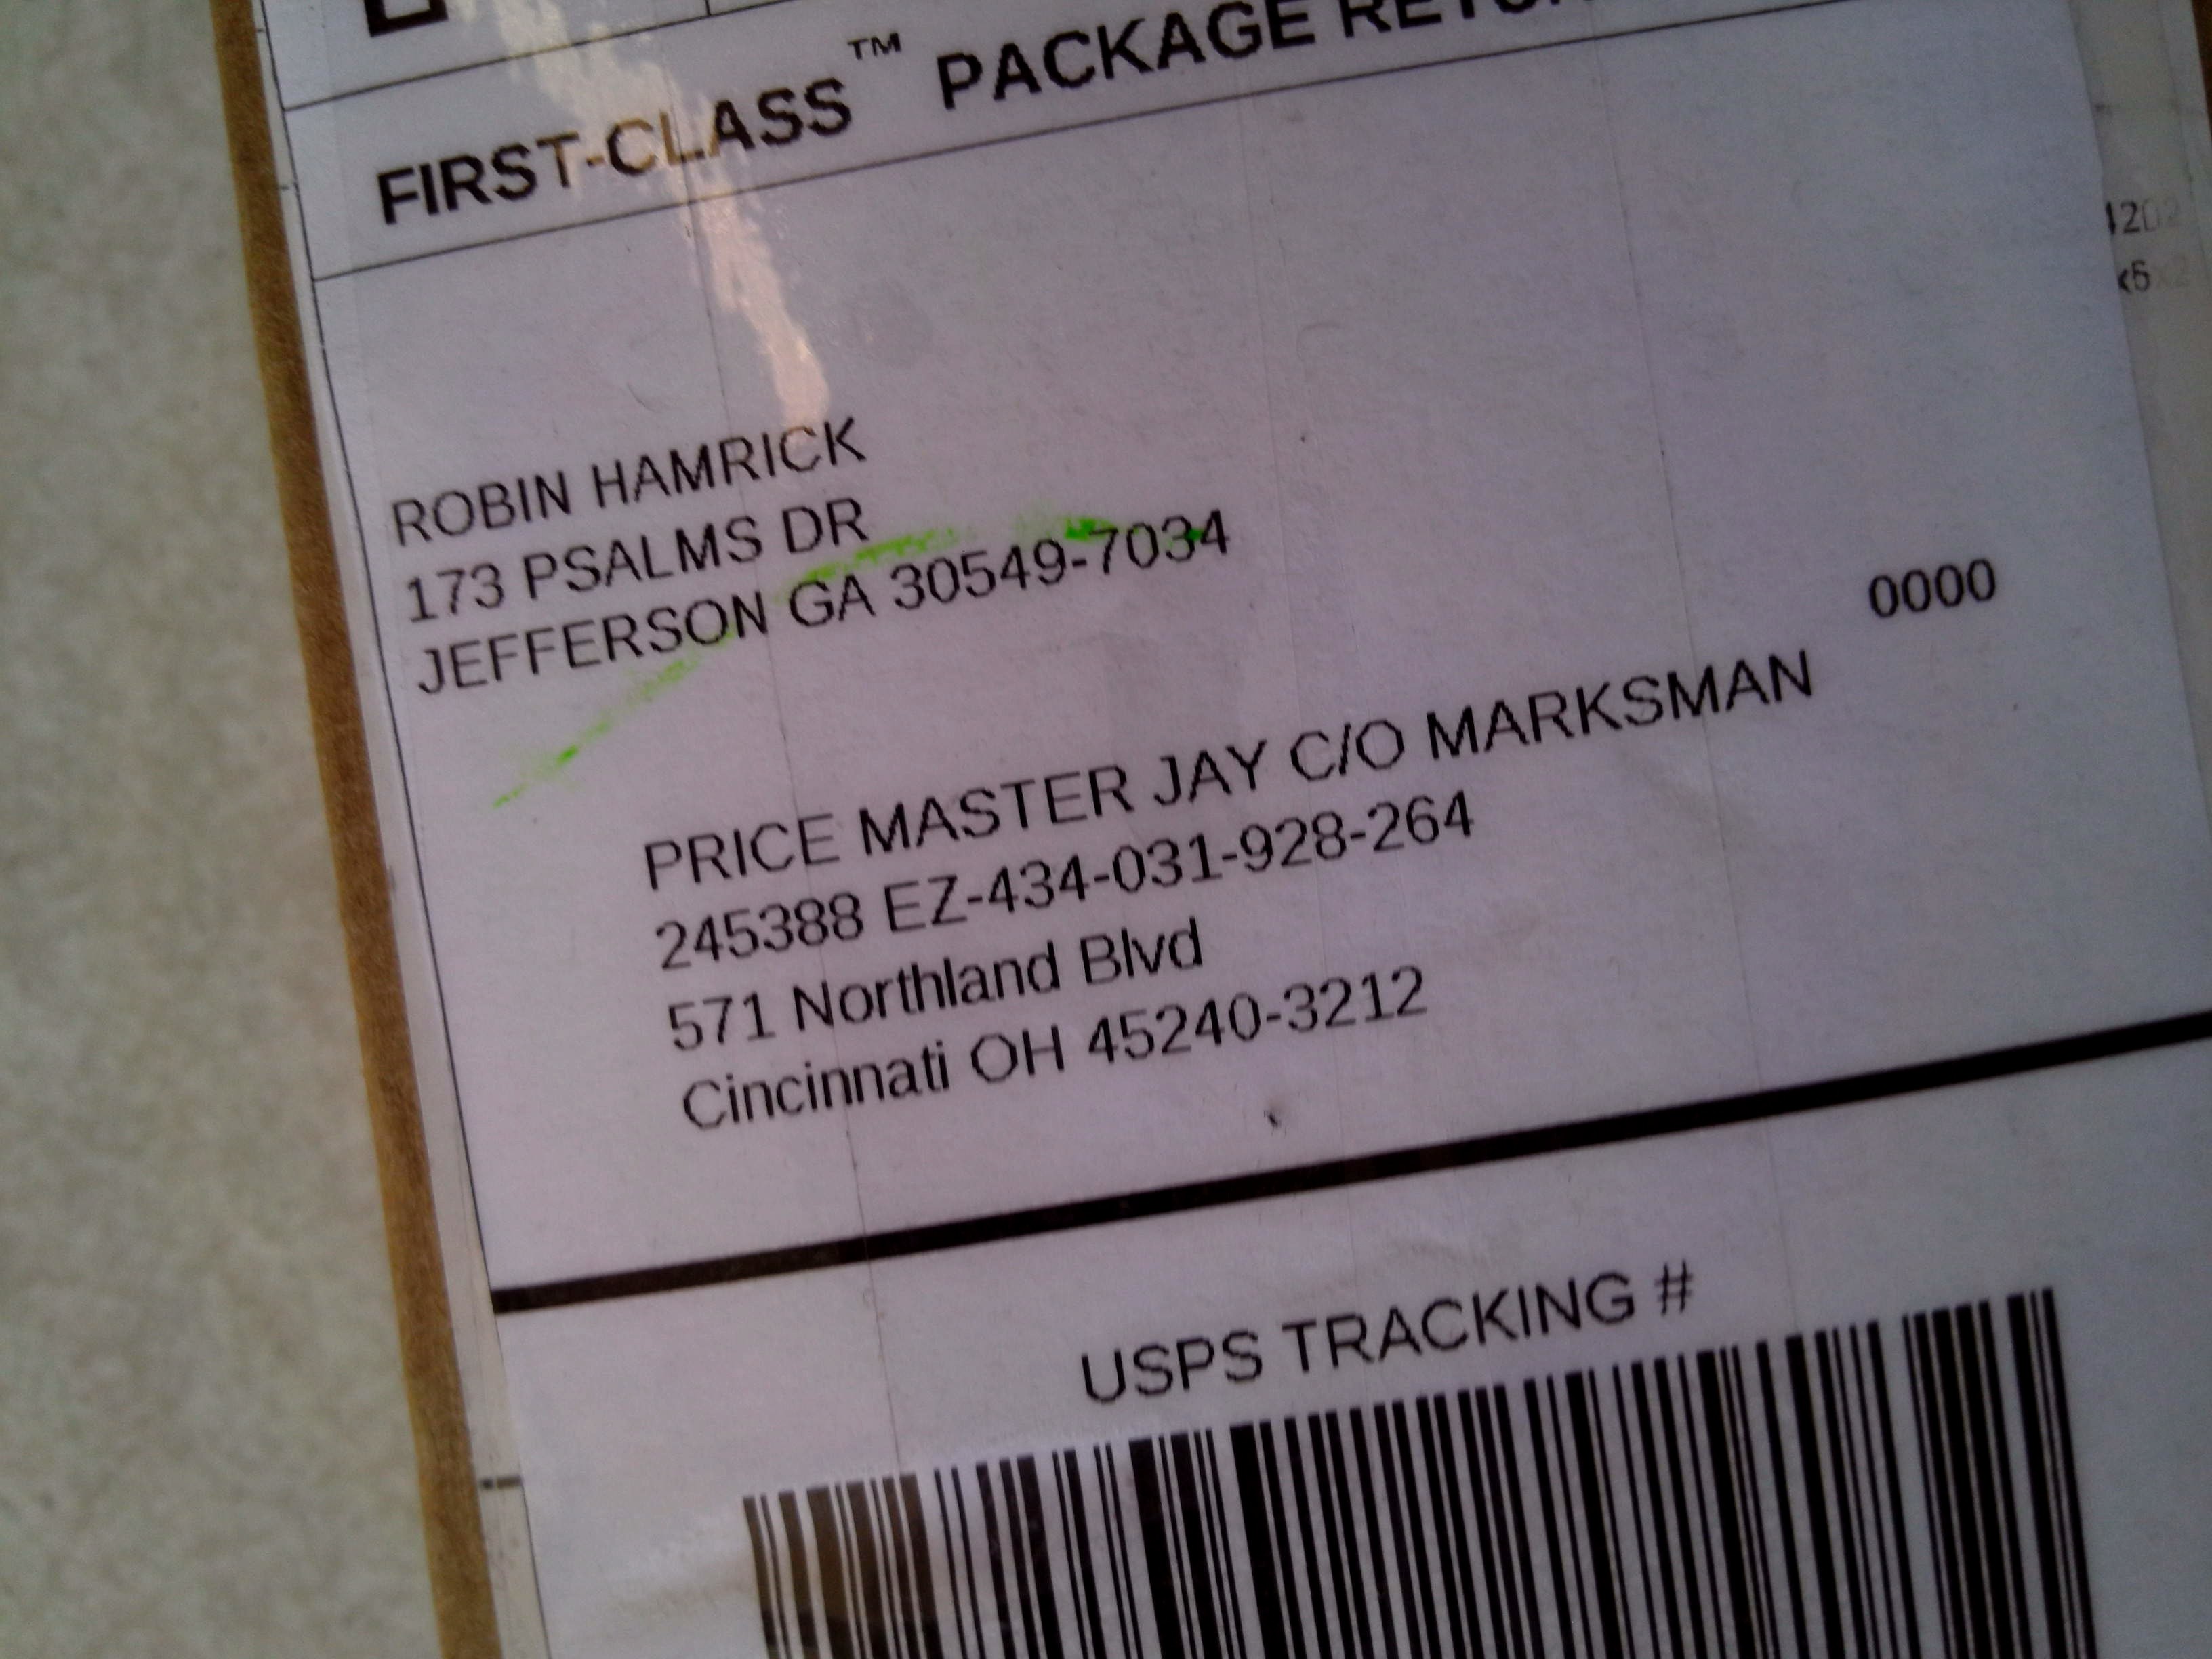 FIRST-CLASS™ PACKAGE
ROBIN HAMRICK
173 PSALMS DR
JEFFERSON GA 30549-7034
0000
PRICE MASTER JAY C/O MARKSMAN
245388 EZ-434-031-928-264
571 Northland Blvd
Cincinnati OH 45240-3212
USPS TRACKING #